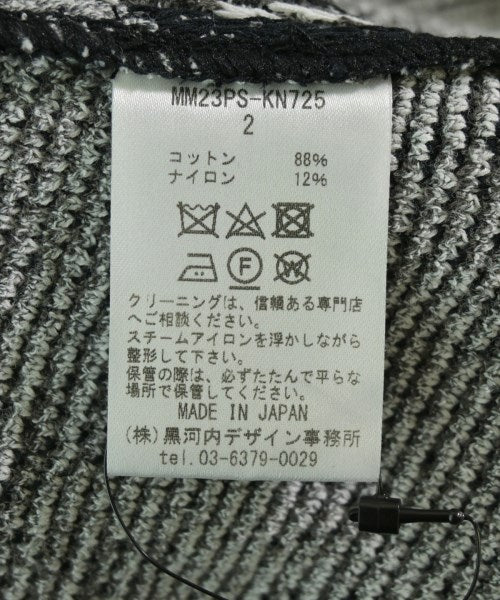 MM23PS-KN725
2
コットン 88%
ナイロン 12%
F W
クリーニングは、信頼ある専門店
へご相談ください。
スチームアイロンを浮かしながら
整形して下さい。
保管の際は、必ずたたんで平らな
場所で保管してください。
MADE IN JAPAN
(株)黒河内デザイン事務所
tel.03-6379-0029